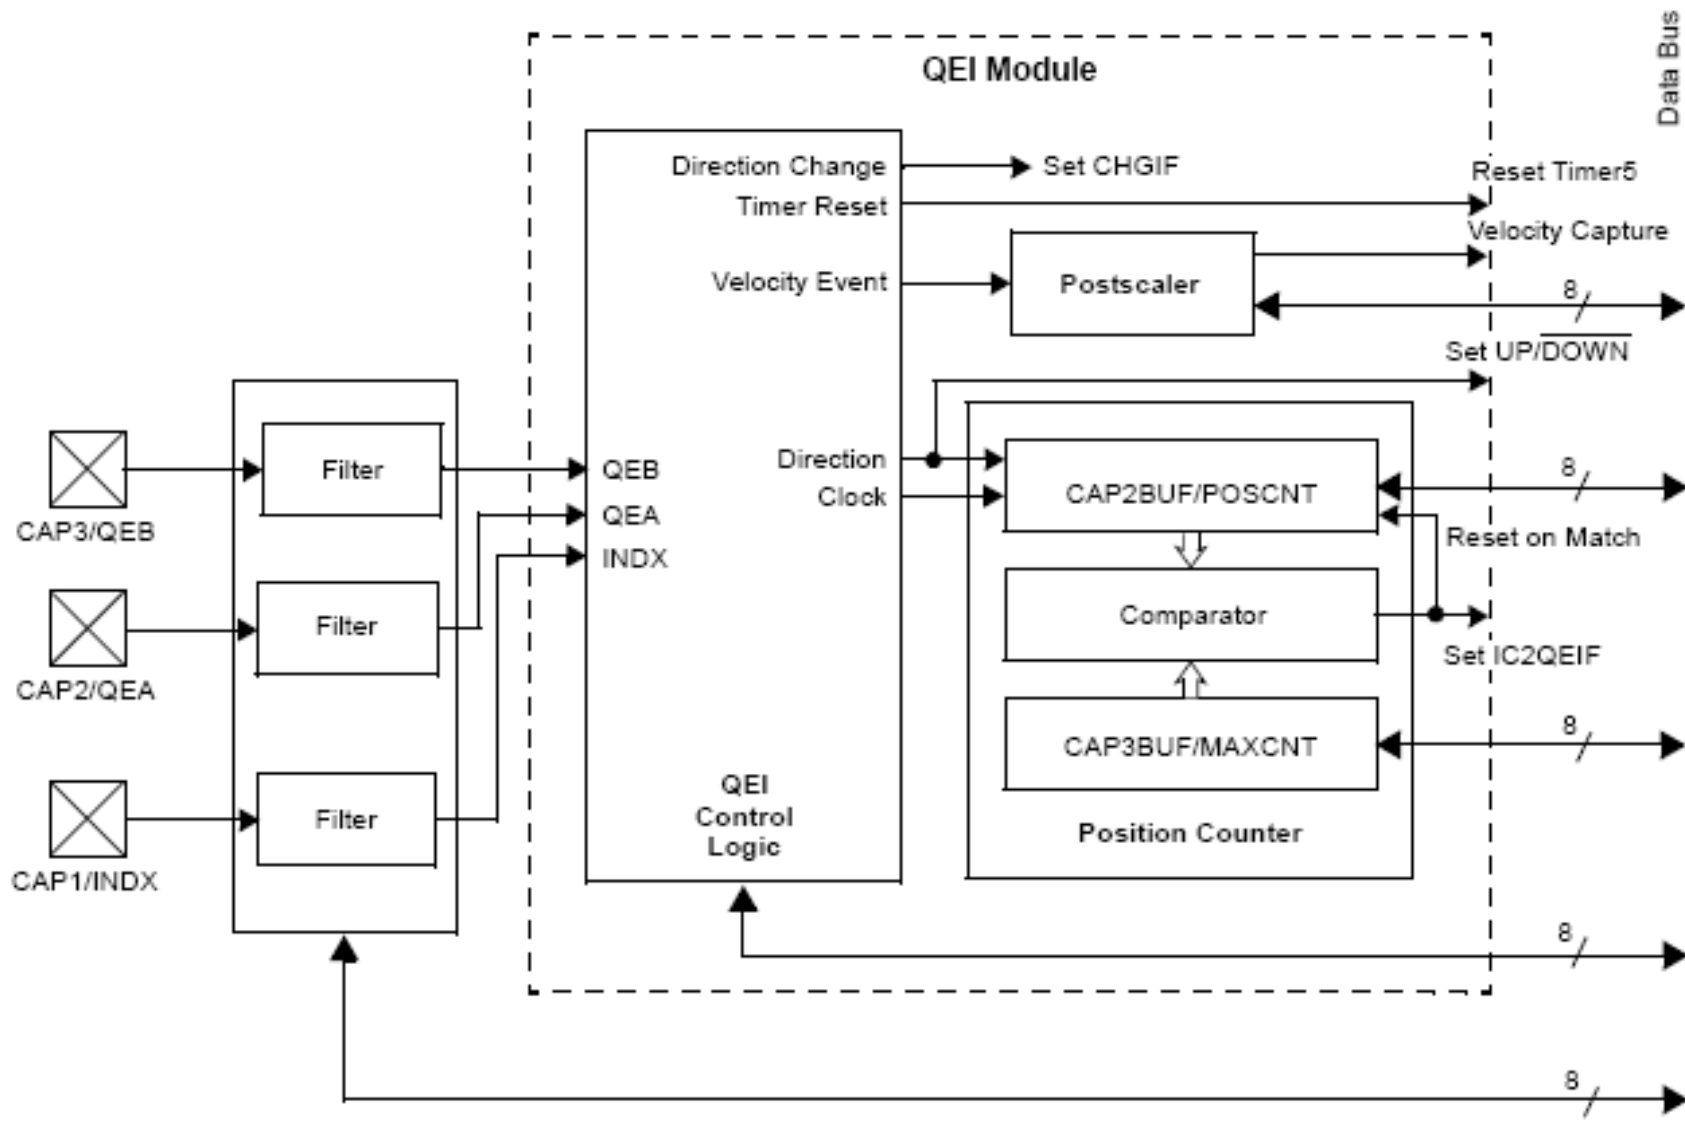 Data Bus
QEI Module
Direction Change
Set CHGIF
Reset Timer5
Timer Reset
Velocity Capture
Velocity Event
Postscaler
8
Set UP/DOWN
Filter
QEB
Direction
8
Clock
CAP2BUF/POSCNT
CAP3/QEB
QEA
Reset on Match
INDX
Filter
Comparator
CAP2/QEA
Set IC2QEIF
8
CAP3BUF/MAXCNT
QEI
Control
Logic
Filter
Position Counter
CAP1/INDX
8
8